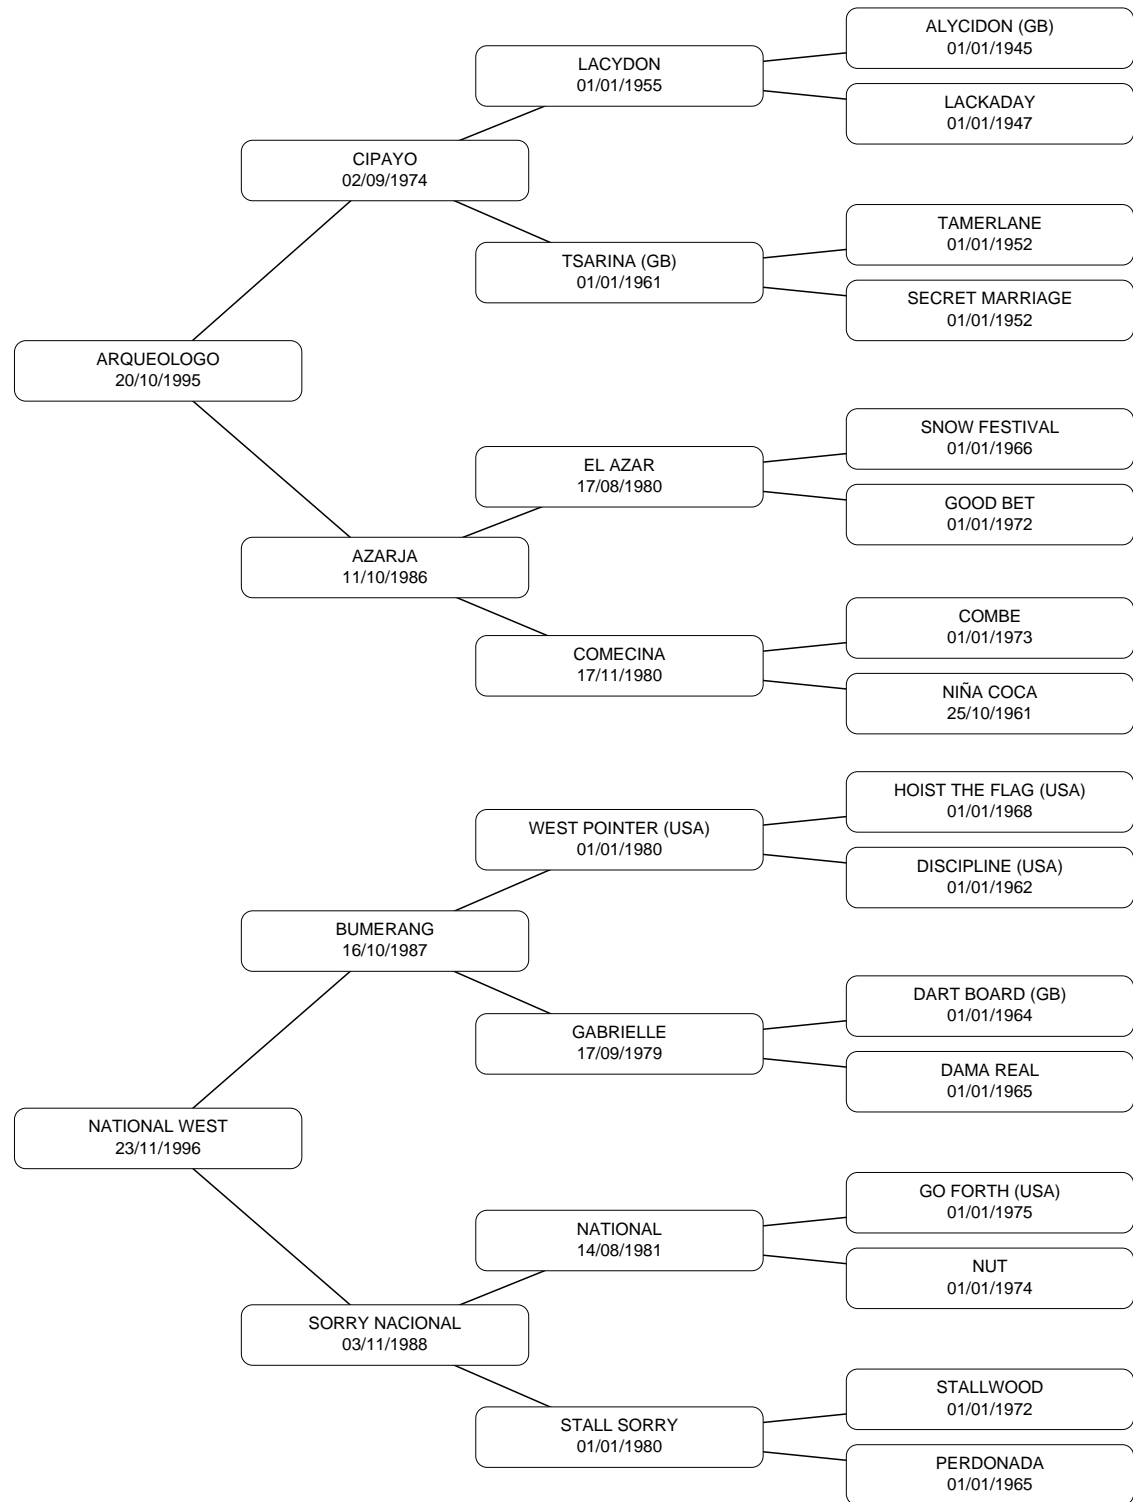 ALYCIDON (GB)
01/01/1945
LACYDON
01/01/1955
LACKADAY
01/01/1947
CIPAYO
02/09/1974
TAMERLANE
01/01/1952
TSARINA (GB)
01/01/1961
SECRET MARRIAGE
01/01/1952
ARQUEOLOGO
20/10/1995
SNOW FESTIVAL
01/01/1966
EL AZAR
17/08/1980
GOOD BET
01/01/1972
AZARJA
11/10/1986
COMBE
01/01/1973
COMECINA
17/11/1980
NIÑA COCA
25/10/1961
HOIST THE FLAG (USA)
01/01/1968
WEST POINTER (USA)
01/01/1980
DISCIPLINE (USA)
01/01/1962
BUMERANG
16/10/1987
DART BOARD (GB)
01/01/1964
GABRIELLE
17/09/1979
DAMA REAL
01/01/1965
NATIONAL WEST
23/11/1996
GO FORTH (USA)
01/01/1975
NATIONAL
14/08/1981
NUT
01/01/1974
SORRY NACIONAL
03/11/1988
STALLWOOD
01/01/1972
STALL SORRY
01/01/1980
PERDONADA
01/01/1965